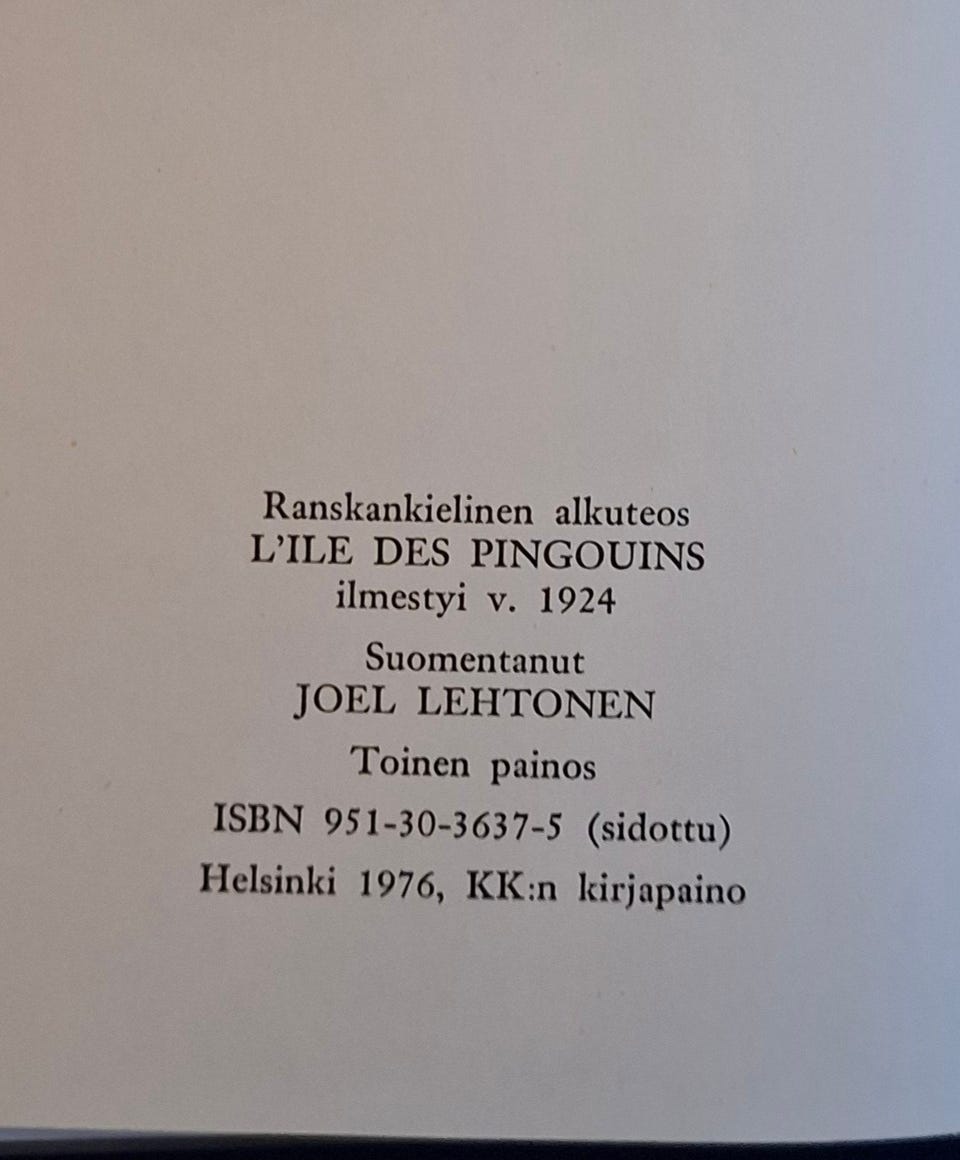 Ranskankielinen alkuteos
L'ILE DES PINGOUINS
ilmestyi v. 1924
Suomentanut
JOEL LEHTONEN
Toinen painos
ISBN 951-30-3637-5 (sidottu)
Helsinki 1976, KK:n kirjapaino